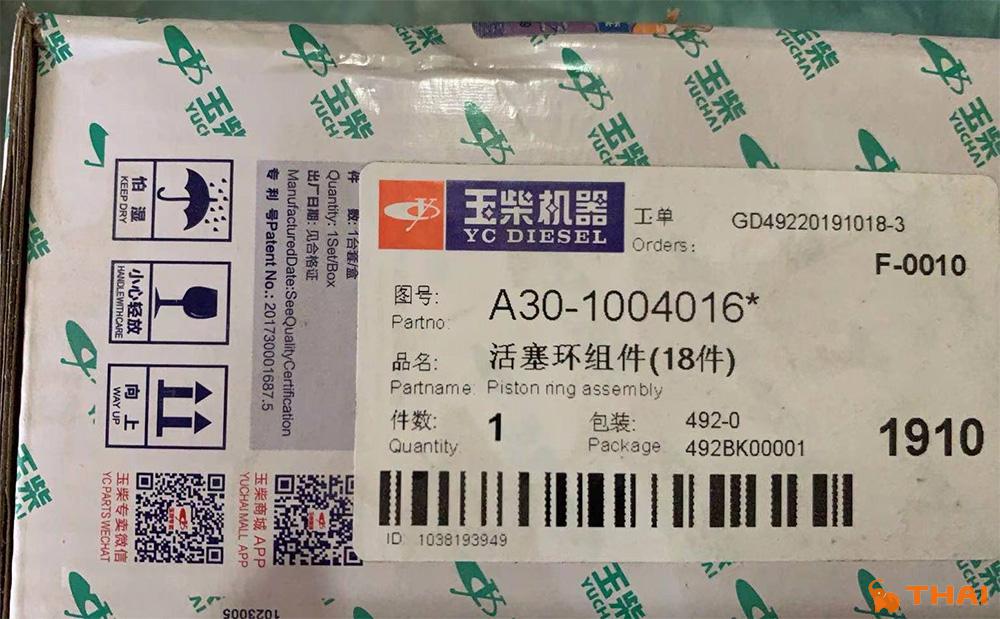 玉柴
YUCHAI
玉柴机器
YC DIESEL
工单
Orders:
GD49220191018-3
F-0010
图号:
Partno:
A30-1004016*
品名:
活塞环组件(18件)
Partname:
Piston ring assembly
件数:
Quantity:
1
包装:
Package:
492-0
492BK00001
1910
ID: 1038193949
怕湿
KEEP DRY
小心轻放
HANDLE WITH CARE
向上
WAY UP
件 数: 1台套/盒
Quantity: 1Set/Box
出厂日期: 见合格证
ManufacturedDate:SeeQualityCertification
专 利 号Patent No.: 201730001687.5
玉柴专卖微信
YC PARTS WECHAT
玉柴商城 APP
YUCHAI MALL APP
1023005
THAI